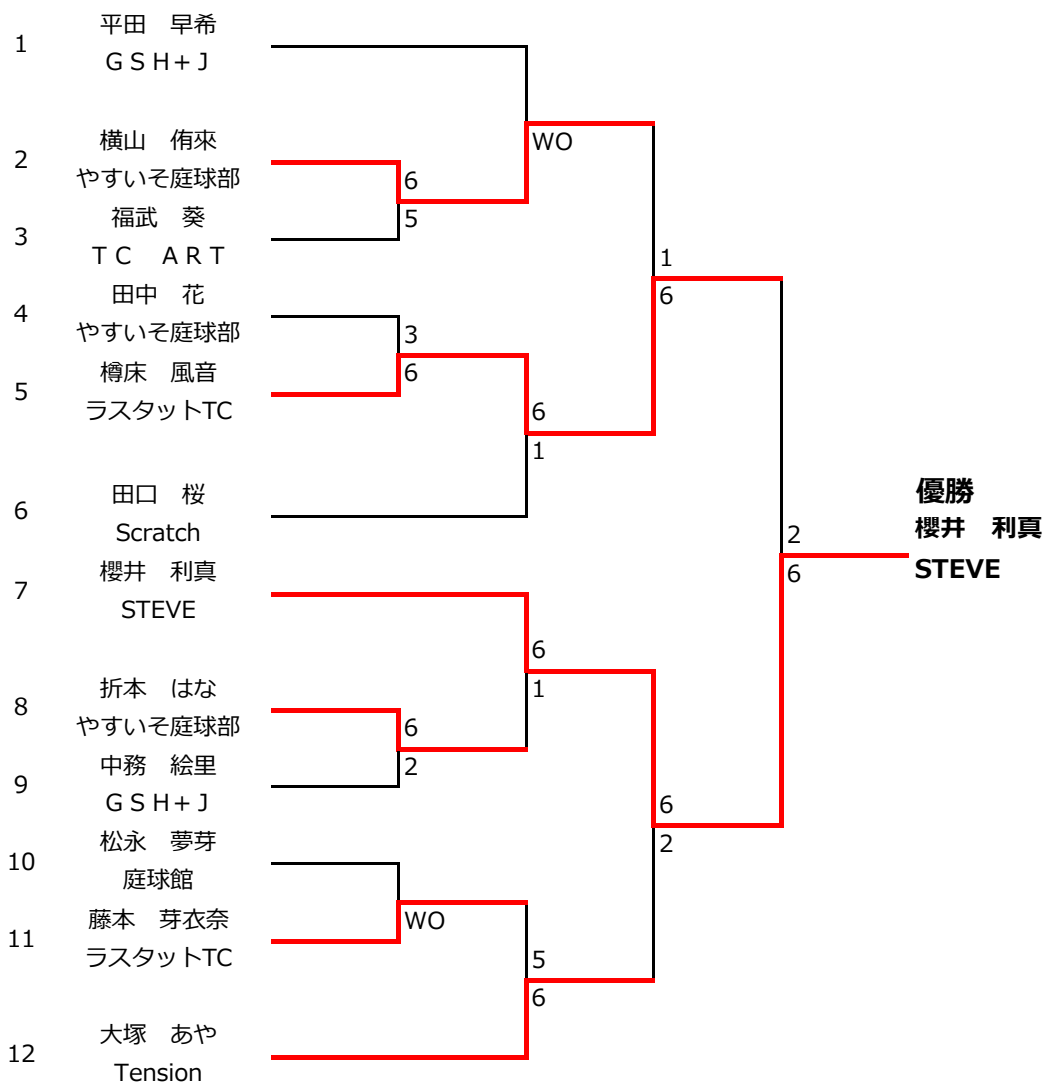 1
平田　早希
ＧＳＨ＋Ｊ
2
横山　侑來
やすいそ庭球部
3
福武　葵
ＴＣ　ＡＲＴ
4
田中　花
やすいそ庭球部
5
樽床　風音
ラスタットTC
6
田口　桜
Scratch
7
櫻井　利真
STEVE
8
折本　はな
やすいそ庭球部
9
中務　絵里
ＧＳＨ＋Ｊ
10
松永　夢芽
庭球館
11
藤本　芽衣奈
ラスタットTC
12
大塚　あや
Tension
6
5
3
6
6
2
WO
WO
6
1
6
1
5
6
1
6
6
2
2
6
優勝
櫻井　利真
STEVE